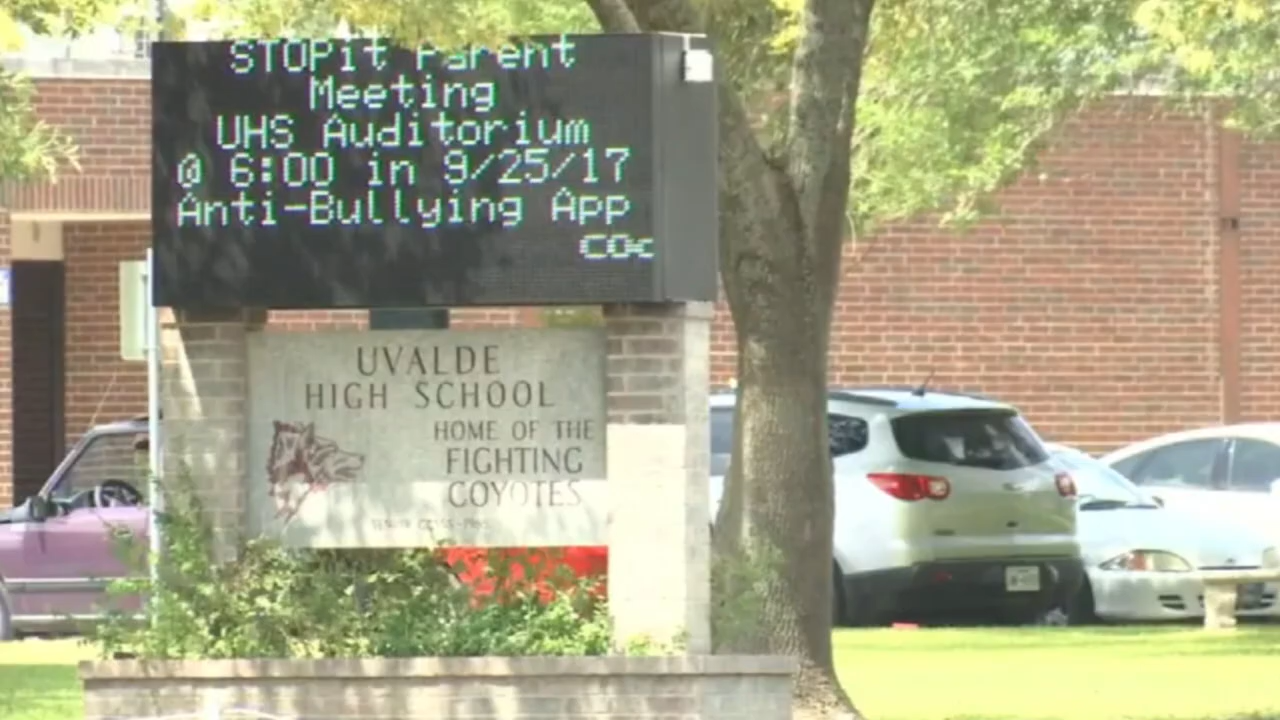 STOPit Parent
Meeting
UHS Auditorium
@ 6:00 in 9/25/17
Anti-Bullying App
COc
UVALDE
HIGH SCHOOL
HOME OF THE
FIGHTING
COYOTES